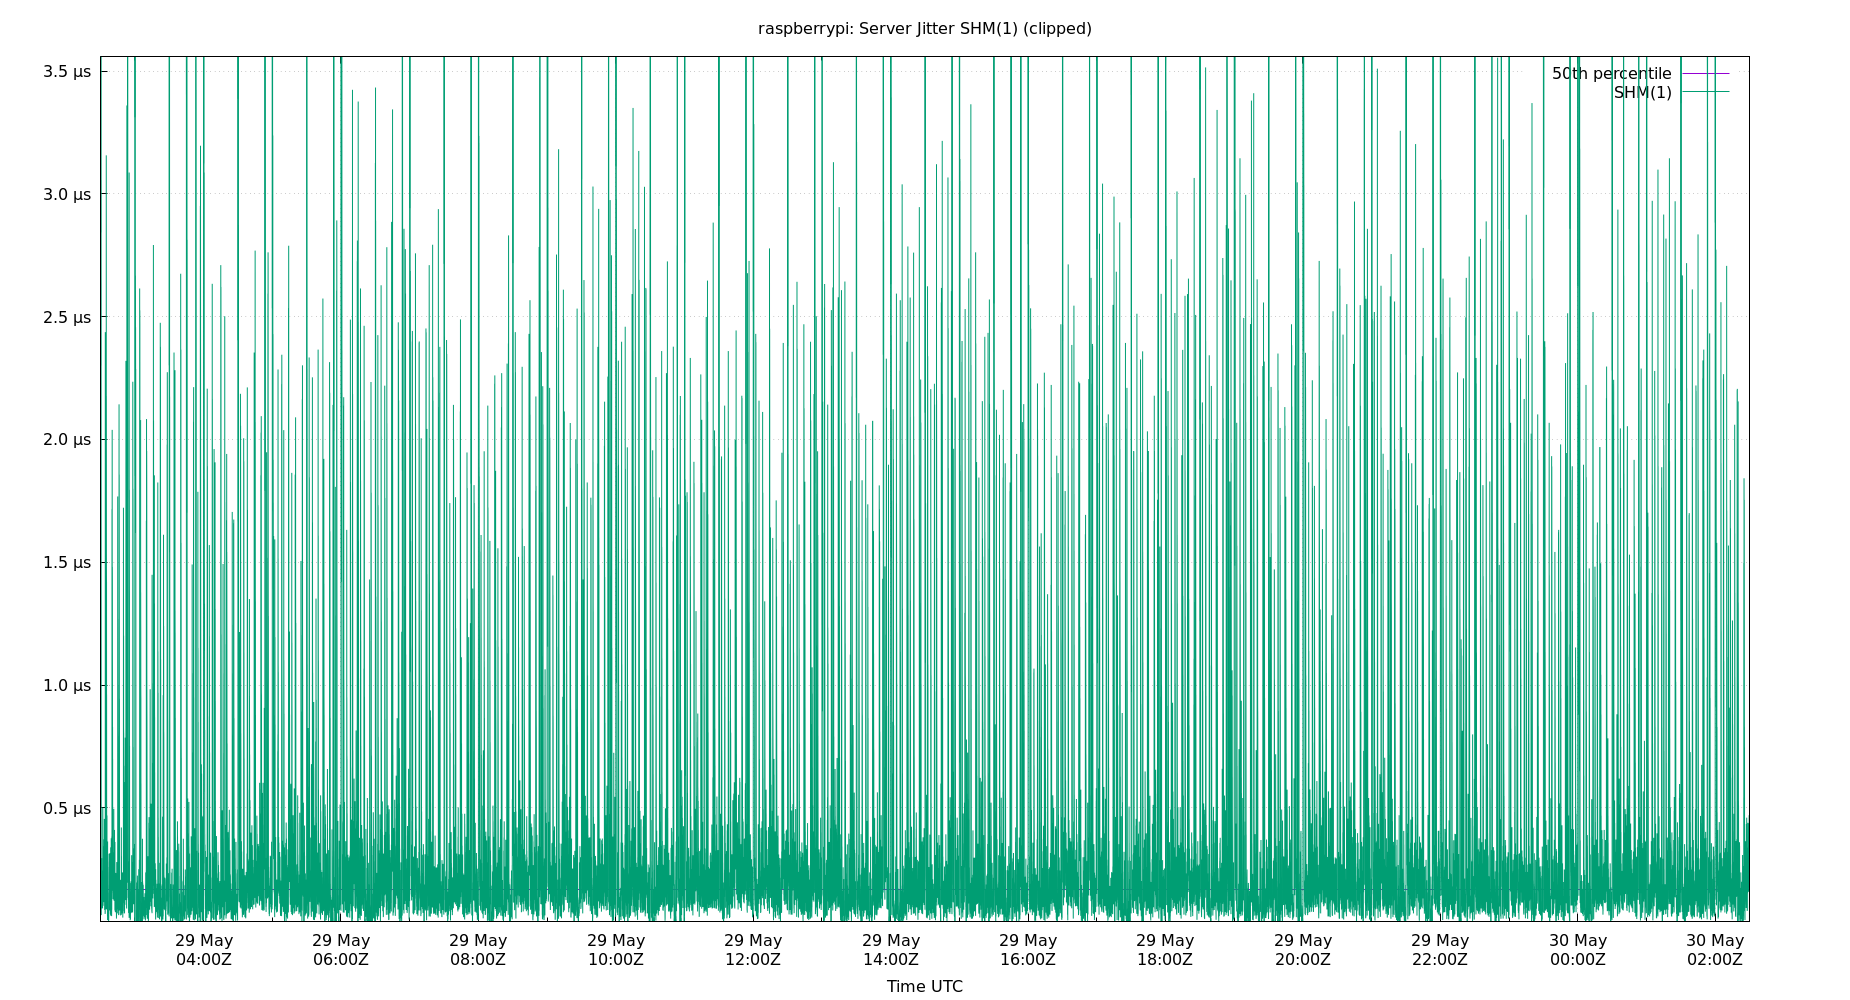 raspberrypi: Server Jitter SHM(1) (clipped)
3.5 µs
3.0 µs
2.5 µs
2.0 µs
1.5 µs
1.0 µs
0.5 µs
50th percentile
SHM(1)
29 May 29 May 29 May 29 May 29 May 29 May 29 May 29 May 29 May 29 May 30 May 30 May
04:00Z 06:00Z 08:00Z 10:00Z 12:00Z 14:00Z 16:00Z 18:00Z 20:00Z 22:00Z 00:00Z 02:00Z
Time UTC